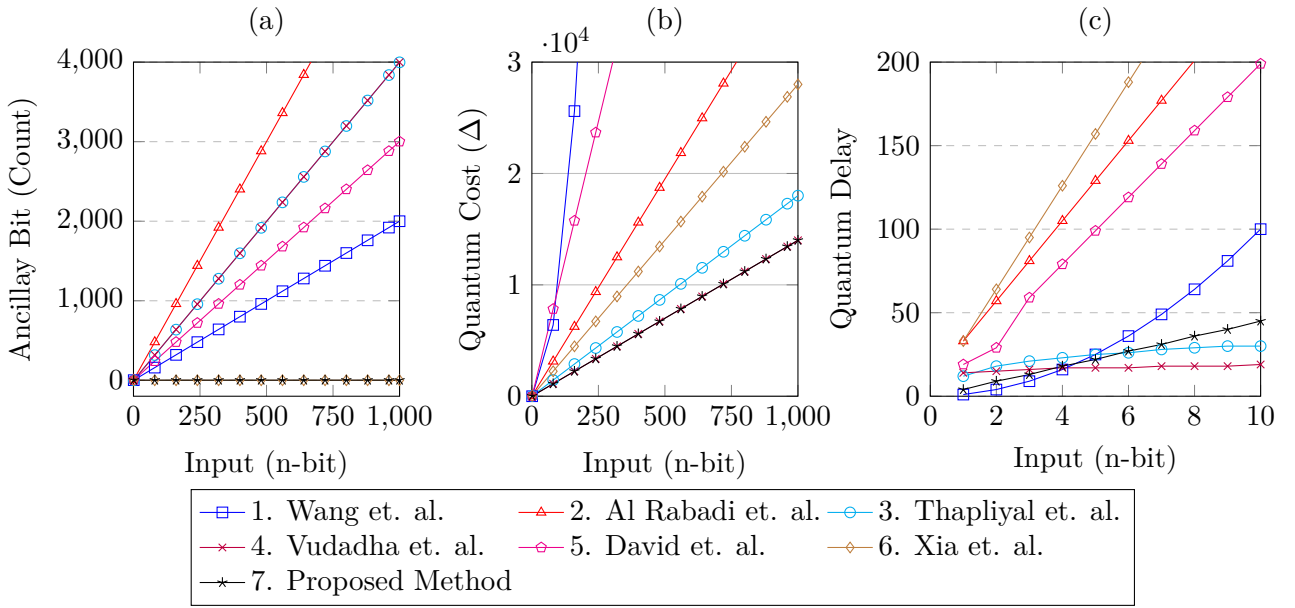 (a)
4,000
3,000
2,000
1,000
0
0 250 500 750 1,000
Ancillay Bit (Count)
Input (n-bit)
(b)
·10⁴
3
2
1
0
0 250 500 750 1,000
Quantum Cost (Δ)
Input (n-bit)
(c)
200
150
100
50
0
0 2 4 6 8 10
Quantum Delay
Input (n-bit)
1. Wang et. al. 2. Al Rabadi et. al. 3. Thapliyal et. al.
4. Vudadha et. al. 5. David et. al. 6. Xia et. al.
7. Proposed Method